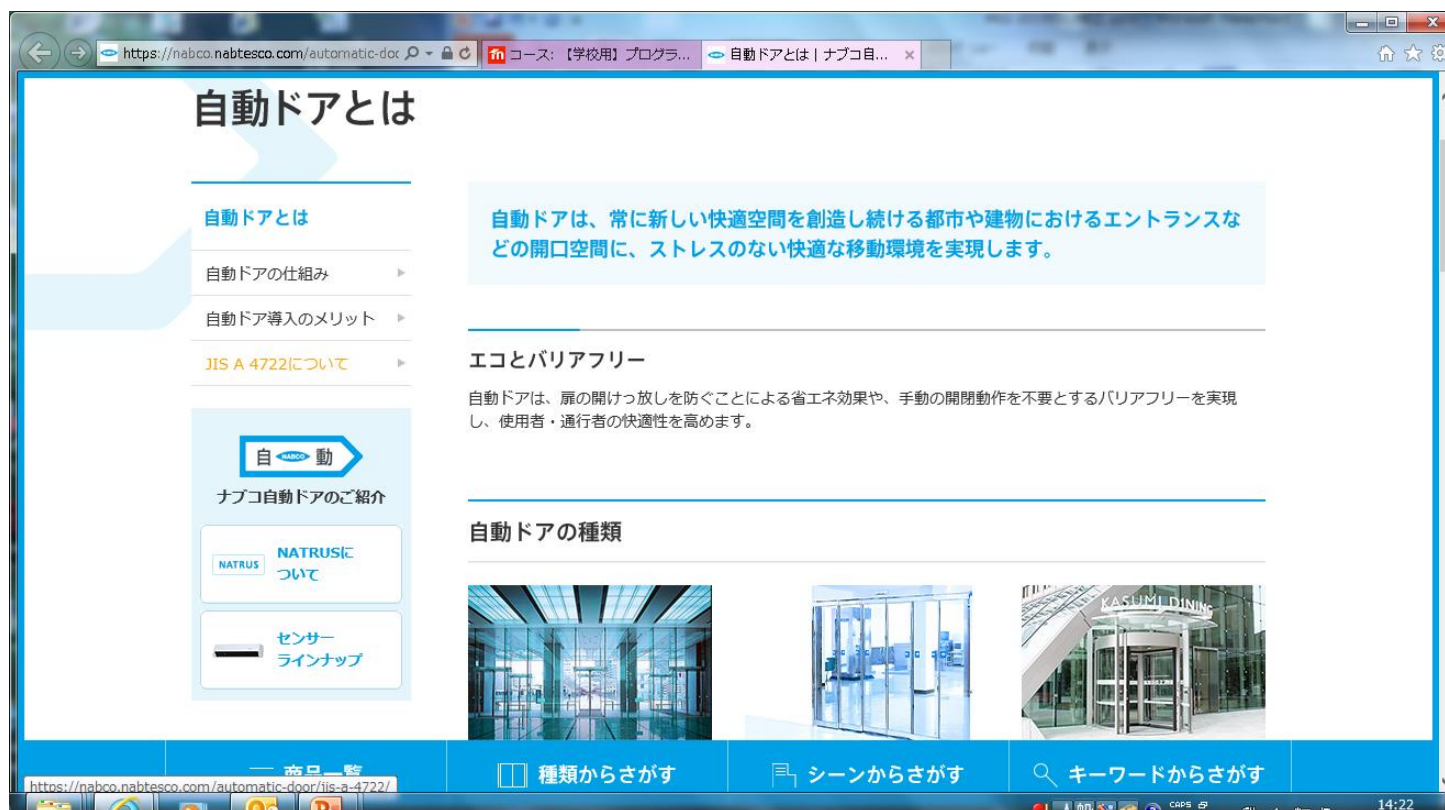 https://nabco.nabtesco.com/automatic-doc
コース: 【学校用】プログラ...
自動ドアとは | ナブコ自...
自動ドアとは
自動ドアとは
自動ドアの仕組み
自動ドア導入のメリット
JIS A 4722について
自 NABCO 動
ナブコ自動ドアのご紹介
NATRUS
NATRUSに
ついて
センサー
ラインナップ
自動ドアは、常に新しい快適空間を創造し続ける都市や建物におけるエントランスな
どの開口空間に、ストレスのない快適な移動環境を実現します。
エコとバリアフリー
自動ドアは、扉の開けっ放しを防ぐことによる省エネ効果や、手動の開閉動作を不要とするバリアフリーを実現
し、使用者・通行者の快適性を高めます。
自動ドアの種類
KASUMI DINING
商品一覧
種類からさがす
シーンからさがす
キーワードからさがす
https://nabco.nabtesco.com/automatic-door/jis-a-4722/
CAPS
14:22